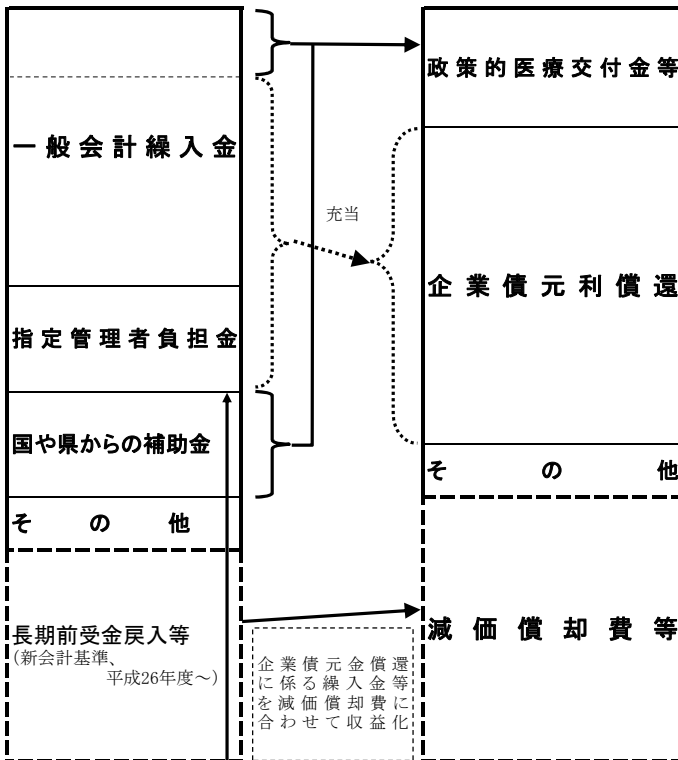 一般会計繰入金
指定管理者負担金
国や県からの補助金
その他
長期前受金戻入等
(新会計基準、
平成26年度～)
充当
企業債元金償還
に係る繰入金等
を減価償却費に
合わせて収益化
政策的医療交付金等
企業債元利償還
その他
減価償却費等